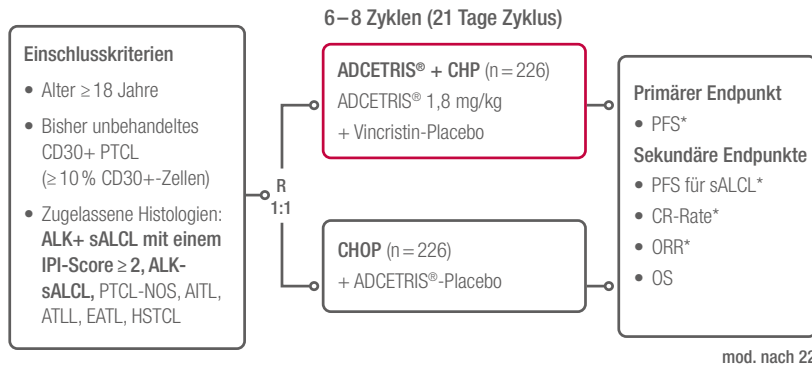 6–8 Zyklen (21 Tage Zyklus)
Einschlusskriterien
• Alter ≥ 18 Jahre
• Bisher unbehandeltes
CD30+ PTCL
(≥ 10 % CD30+-Zellen)
• Zugelassene Histologien:
ALK+ sALCL mit einem
IPI-Score ≥ 2, ALK-
sALCL, PTCL-NOS, AITL,
ATLL, EATL, HSTCL
R
1:1
ADCETRIS® + CHP (n = 226)
ADCETRIS® 1,8 mg/kg
+ Vincristin-Placebo
CHOP (n = 226)
+ ADCETRIS®-Placebo
Primärer Endpunkt
• PFS*
Sekundäre Endpunkte
• PFS für sALCL*
• CR-Rate*
• ORR*
• OS
mod. nach 22